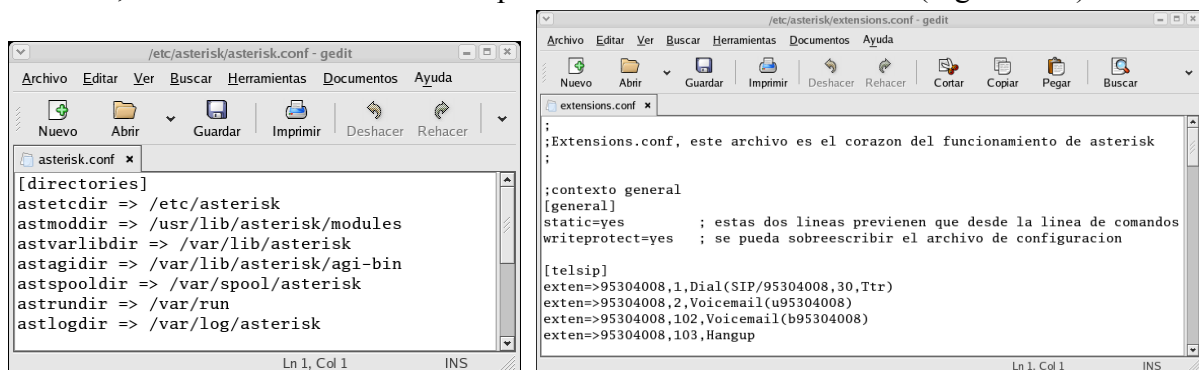 /etc/asterisk/asterisk.conf - gedit
Archivo Editar Ver Buscar Herramientas Documentos Ayuda
Nuevo Abrir Guardar Imprimir Deshacer Rehacer
asterisk.conf
[directories]
astetcdir => /etc/asterisk
astmoddir => /usr/lib/asterisk/modules
astvarlibdir => /var/lib/asterisk
astagidir => /var/lib/asterisk/agi-bin
astspooldir => /var/spool/asterisk
astrundir => /var/run
astlogdir => /var/log/asterisk
Ln 1, Col 1 INS
/etc/asterisk/extensions.conf - gedit
Archivo Editar Ver Buscar Herramientas Documentos Ayuda
Nuevo Abrir Guardar Imprimir Deshacer Rehacer Cortar Copiar Pegar Buscar
extensions.conf
;
;Extensions.conf, este archivo es el corazon del funcionamiento de asterisk
;
;contexto general
[general]
static=yes ; estas dos lineas previenen que desde la linea de comandos
writeprotect=yes ; se pueda sobreescribir el archivo de configuracion
[telsip]
exten=>95304008,1,Dial(SIP/95304008,30,Ttr)
exten=>95304008,2,Voicemail(u95304008)
exten=>95304008,102,Voicemail(b95304008)
exten=>95304008,103,Hangup
Ln 1, Col 1 INS